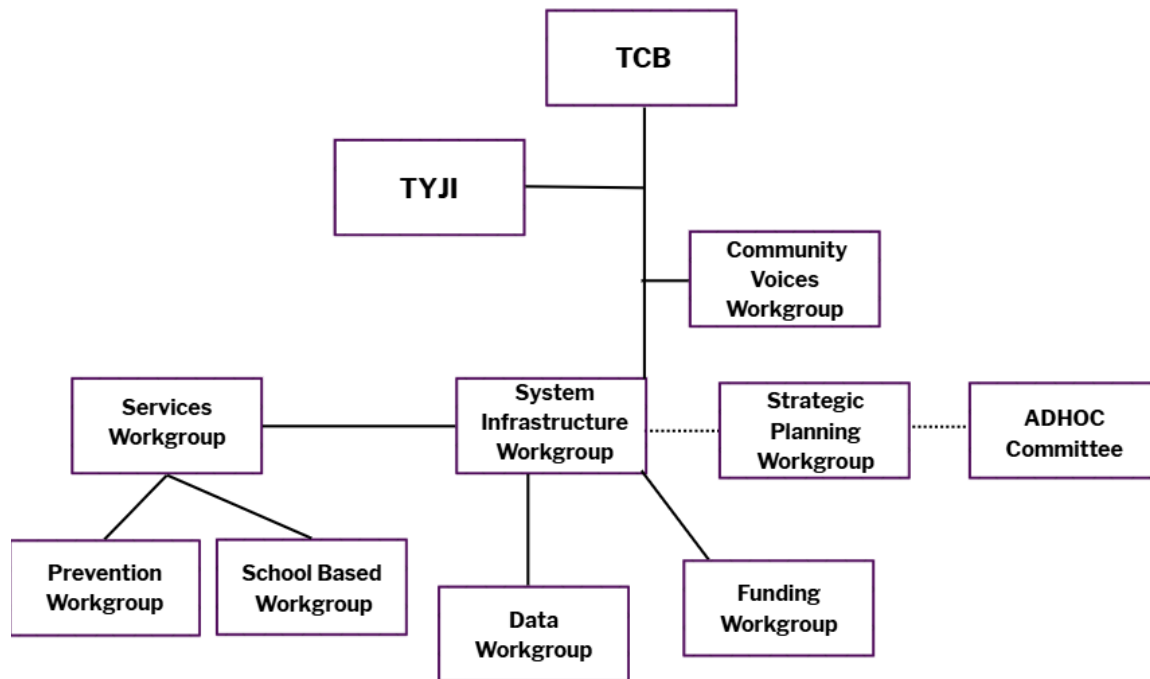 TCB
TYJI
Community
Voices
Workgroup
Services
Workgroup
System
Infrastructure
Workgroup
Strategic
Planning
Workgroup
ADHOC
Committee
Prevention
Workgroup
School Based
Workgroup
Data
Workgroup
Funding
Workgroup